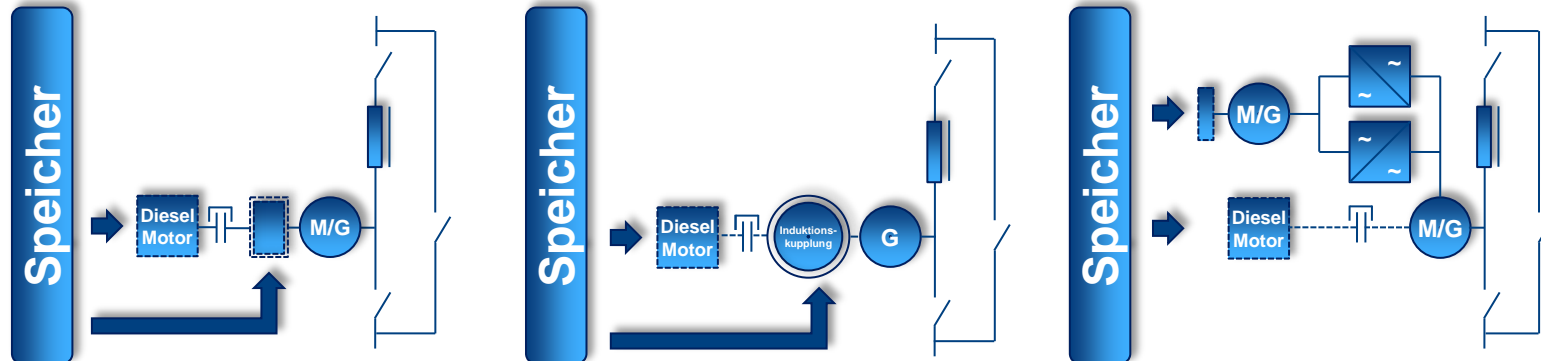 Speicher
Diesel
Motor
M/G
Speicher
Diesel
Motor
Induktions-
kupplung
G
Speicher
M/G
~
~
~
~
Diesel
Motor
M/G